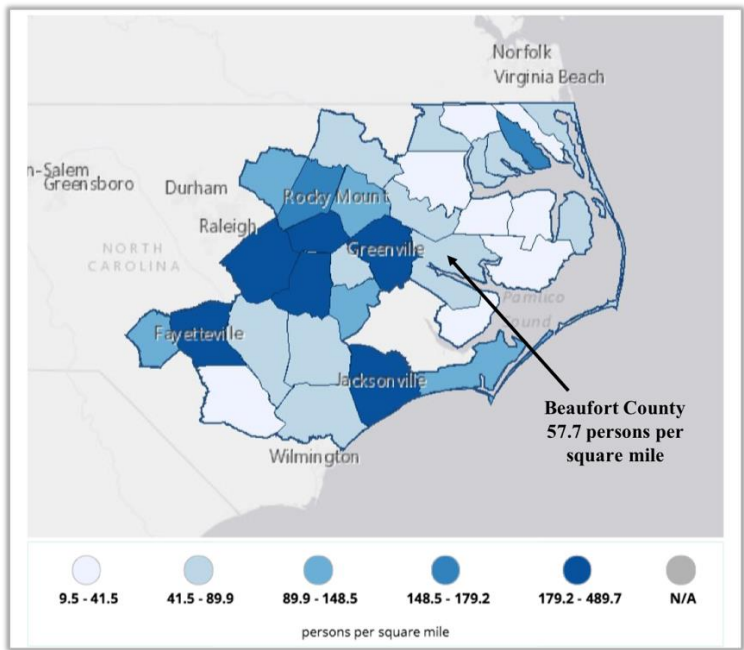 Norfolk
Virginia Beach
n-Salem
Greensboro
Durham
Rocky Mount
Raleigh
NORTH
CAROLINA
Greenville
Pamlico
Sound
Fayetteville
Jacksonville
Wilmington
Beaufort County
57.7 persons per
square mile
9.5 - 41.5
41.5 - 89.9
89.9 - 148.5
148.5 - 179.2
179.2 - 489.7
N/A
persons per square mile